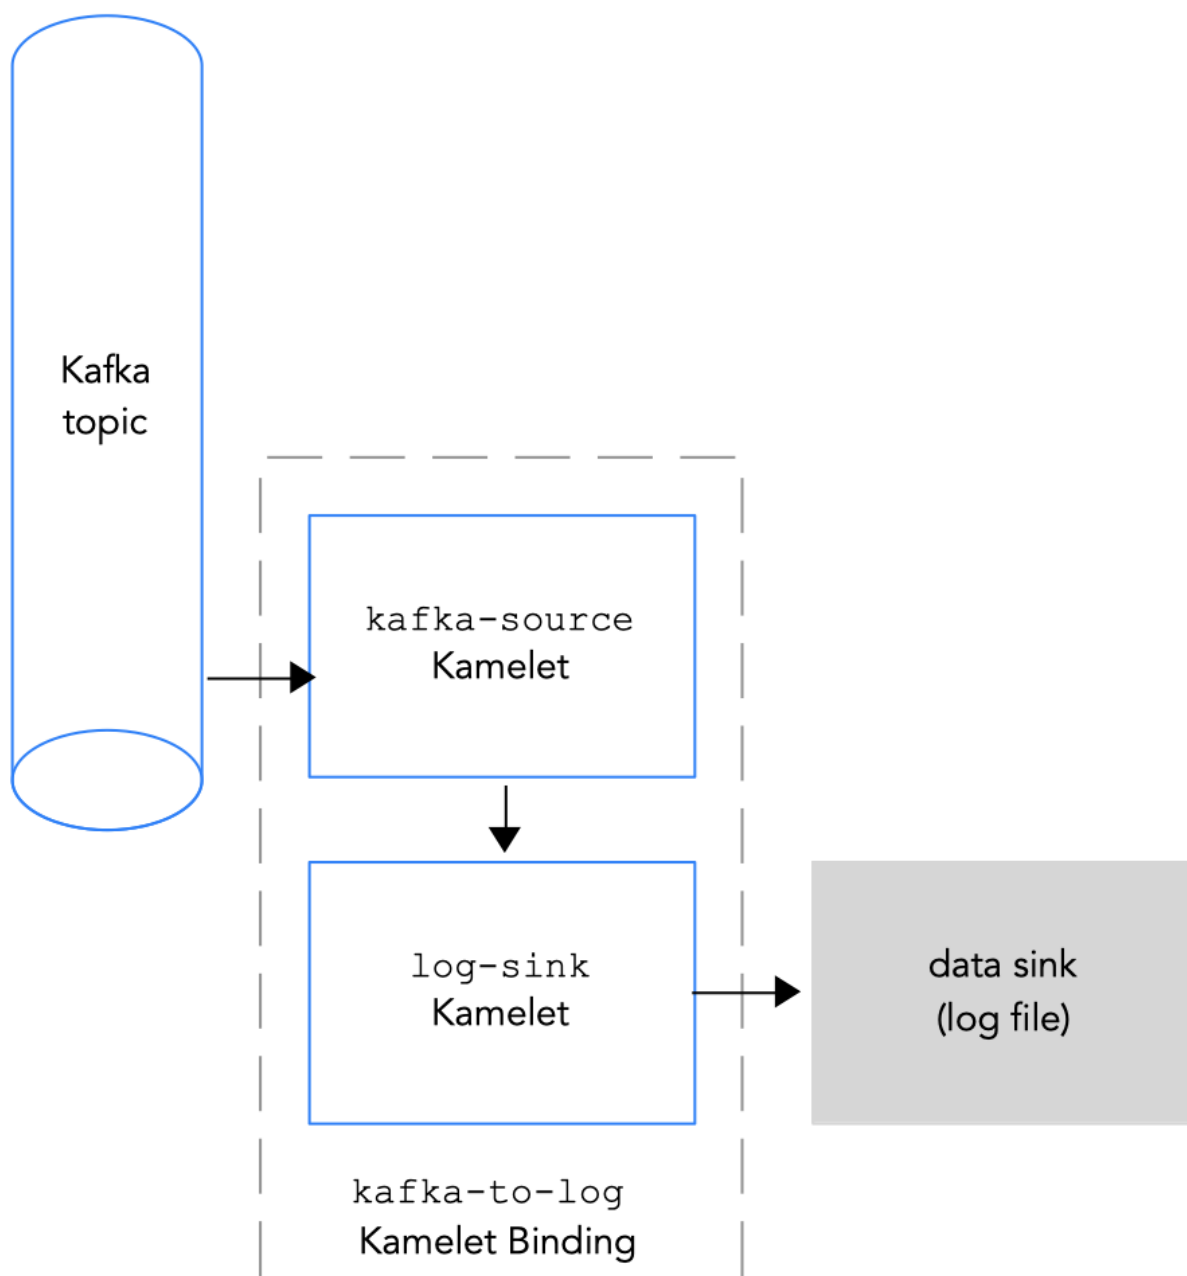 Kafka
topic
kafka-source
Kamelet
log-sink
Kamelet
data sink
(log file)
kafka-to-log
Kamelet Binding